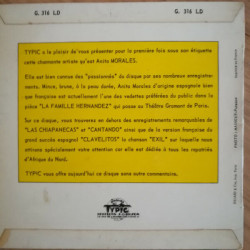 G. 316 LD
G. 316 LD
TYPIC a le plaisir de vous présenter pour la première fois sous son étiquette
cette charmante artiste qu'est Anita MORALES.
Elle est bien connue des "passionnés" du disque par ses nombreux enregistre-
ments. Mince, brune, à la peau dorée, Anita Morales d'origine espagnole bien
que française est actuellement l'une des vedettes préférées du public dans la
pièce "LA FAMILLE HERNANDEZ" qui passe au Théâtre Gramont de Paris.
Sur ce disque, vous trouverez en dehors des enregistrements remarquables de
"LAS CHIAPANECAS" et "CANTANDO" ainsi que de la version française du
grand succès espagnol "CLAVELITOS" la chanson "EXIL" sur laquelle nous
attirons spécialement votre attention car elle est dédiée à tous les rapatriés
d'Afrique du Nord.
TYPIC vous offre aujourd'hui ce disque sans autre commentaire.
TYPIC